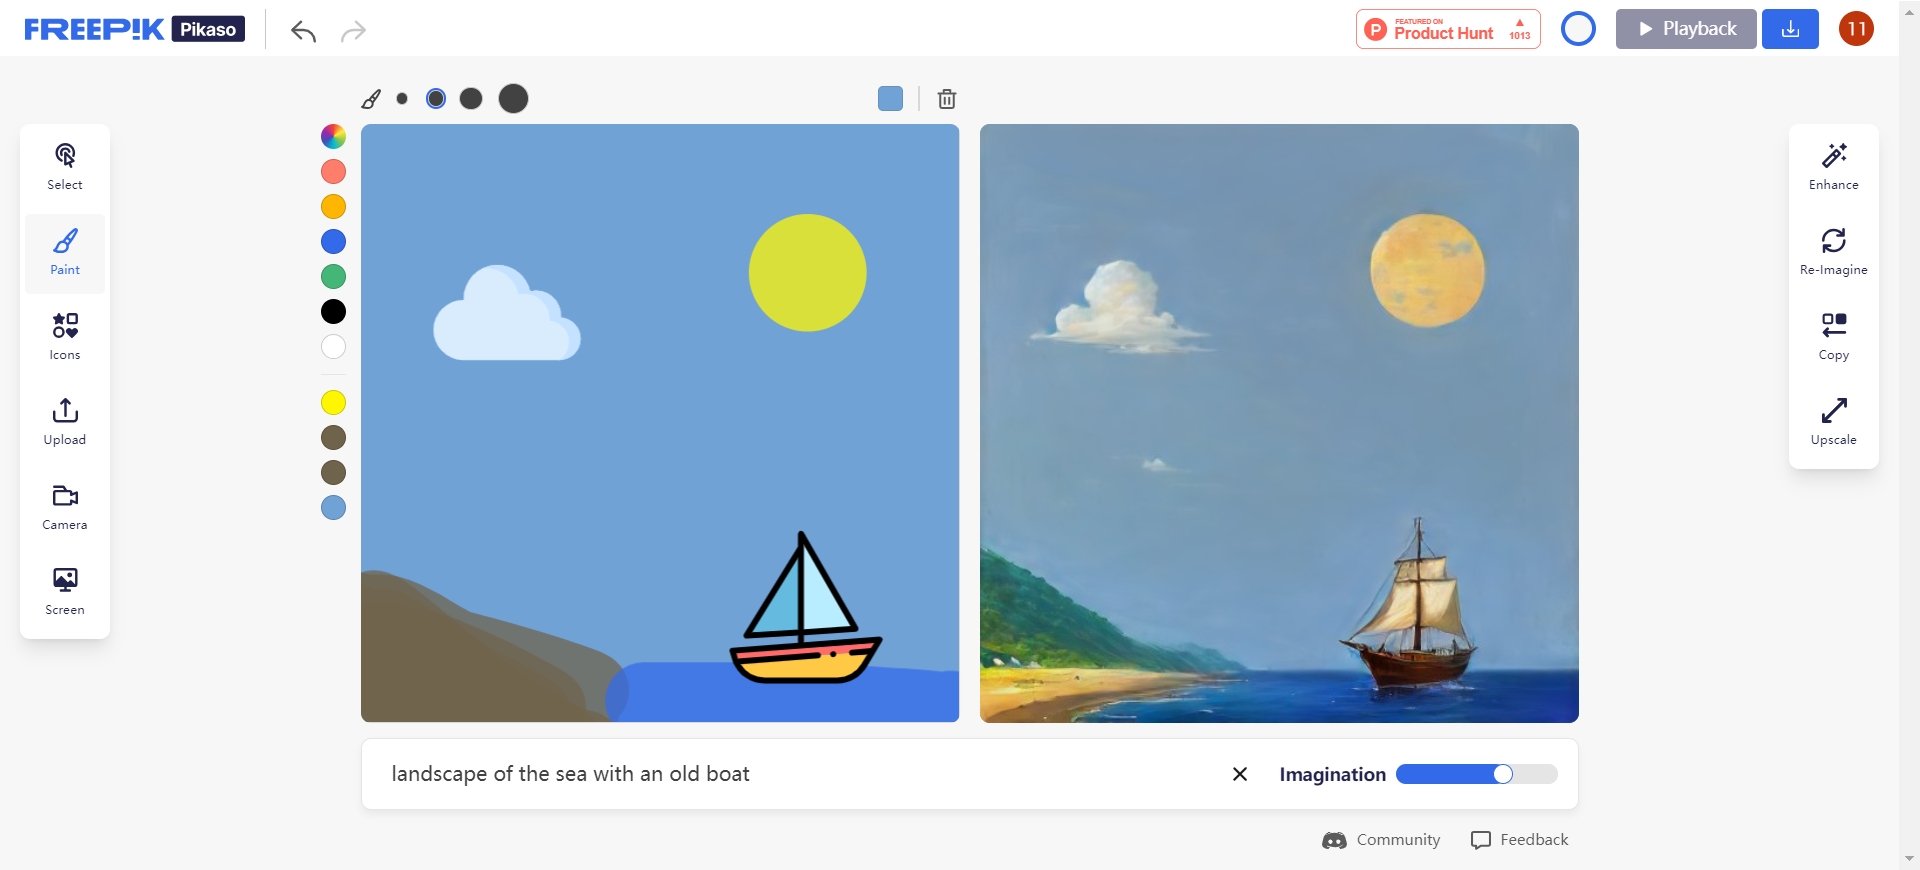 FREEP!K Pikaso
P FEATURED ON
Product Hunt
1013
Playback
11
Select
Paint
Icons
Upload
Camera
Screen
Enhance
Re-Imagine
Copy
Upscale
landscape of the sea with an old boat
Imagination
Community
Feedback